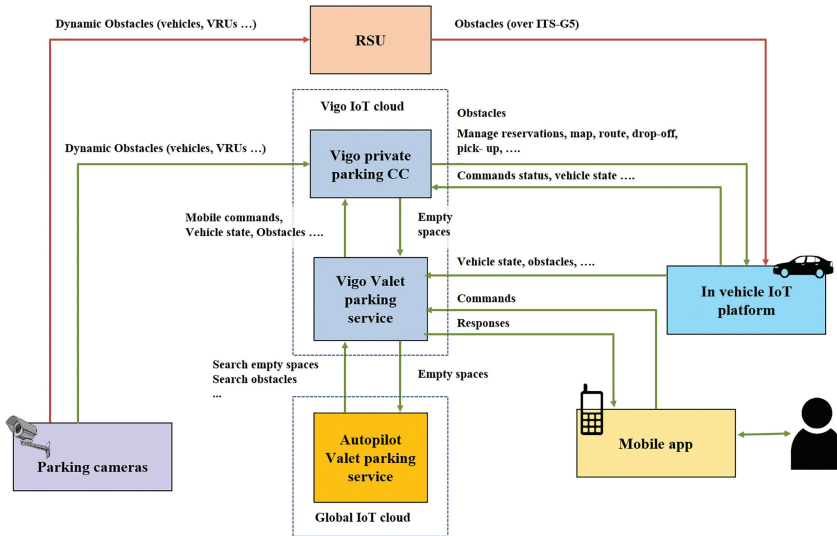 Dynamic Obstacles (vehicles, VRUs …)
RSU
Obstacles (over ITS-G5)
Vigo IoT cloud
Obstacles
Manage reservations, map, route, drop-off,
pick- up, ….
Dynamic Obstacles (vehicles, VRUs …)
Vigo private
parking CC
Commands status, vehicle state ….
Mobile commands,
Vehicle state, Obstacles ….
Empty
spaces
Vigo Valet
parking
service
Vehicle state, obstacles, ….
Commands
Responses
In vehicle IoT
platform
Search empty spaces
Search obstacles
...
Empty spaces
Parking cameras
Autopilot
Valet parking
service
Mobile app
Global IoT cloud